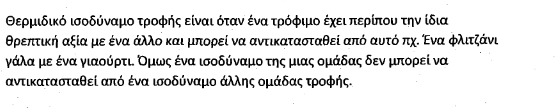 Θερμιδικό ισοδύναμο τροφής είναι όταν ένα τρόφιμο έχει περίπου την ίδια
θρεπτική αξία με ένα άλλο και μπορεί να αντικατασταθεί από αυτό πχ. Ένα φλιτζάνι
γάλα με ένα γιαούρτι. Όμως ένα ισοδύναμο της μιας ομάδας δεν μπορεί να
αντικατασταθεί από ένα ισοδύναμο άλλης ομάδας τροφής.